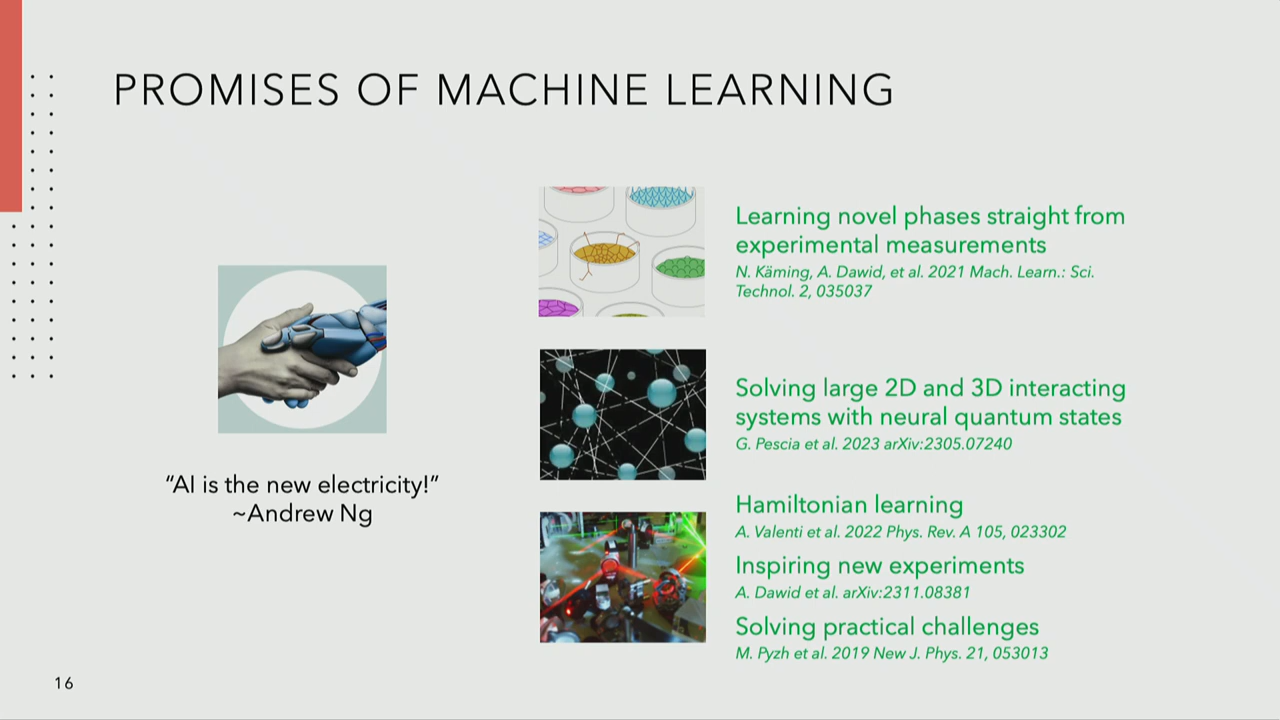 PROMISES OF MACHINE LEARNING
“AI is the new electricity!”
~Andrew Ng
Learning novel phases straight from
experimental measurements
N. Käming, A. Dawid, et al. 2021 Mach. Learn.: Sci.
Technol. 2, 035037
Solving large 2D and 3D interacting
systems with neural quantum states
G. Pescia et al. 2023 arXiv:2305.07240
Hamiltonian learning
A. Valenti et al. 2022 Phys. Rev. A 105, 023302
Inspiring new experiments
A. Dawid et al. arXiv:2311.08381
Solving practical challenges
M. Pyzh et al. 2019 New J. Phys. 21, 053013
16